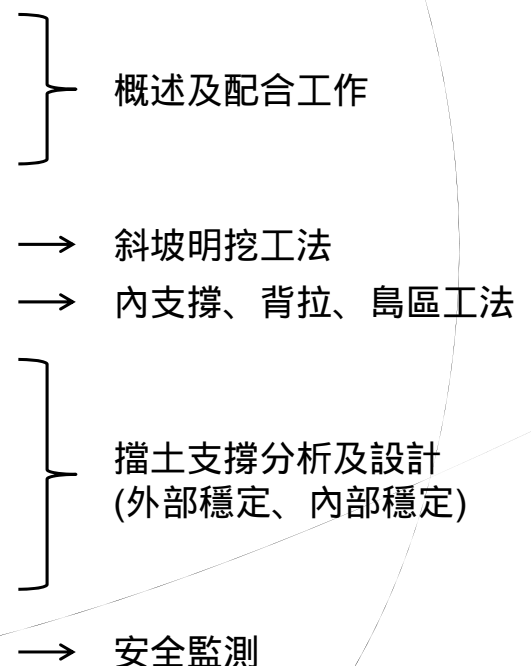 概述及配合工作
斜坡明挖工法
內支撐、背拉、島區工法
擋土支撐分析及設計
(外部穩定、內部穩定)
安全監測